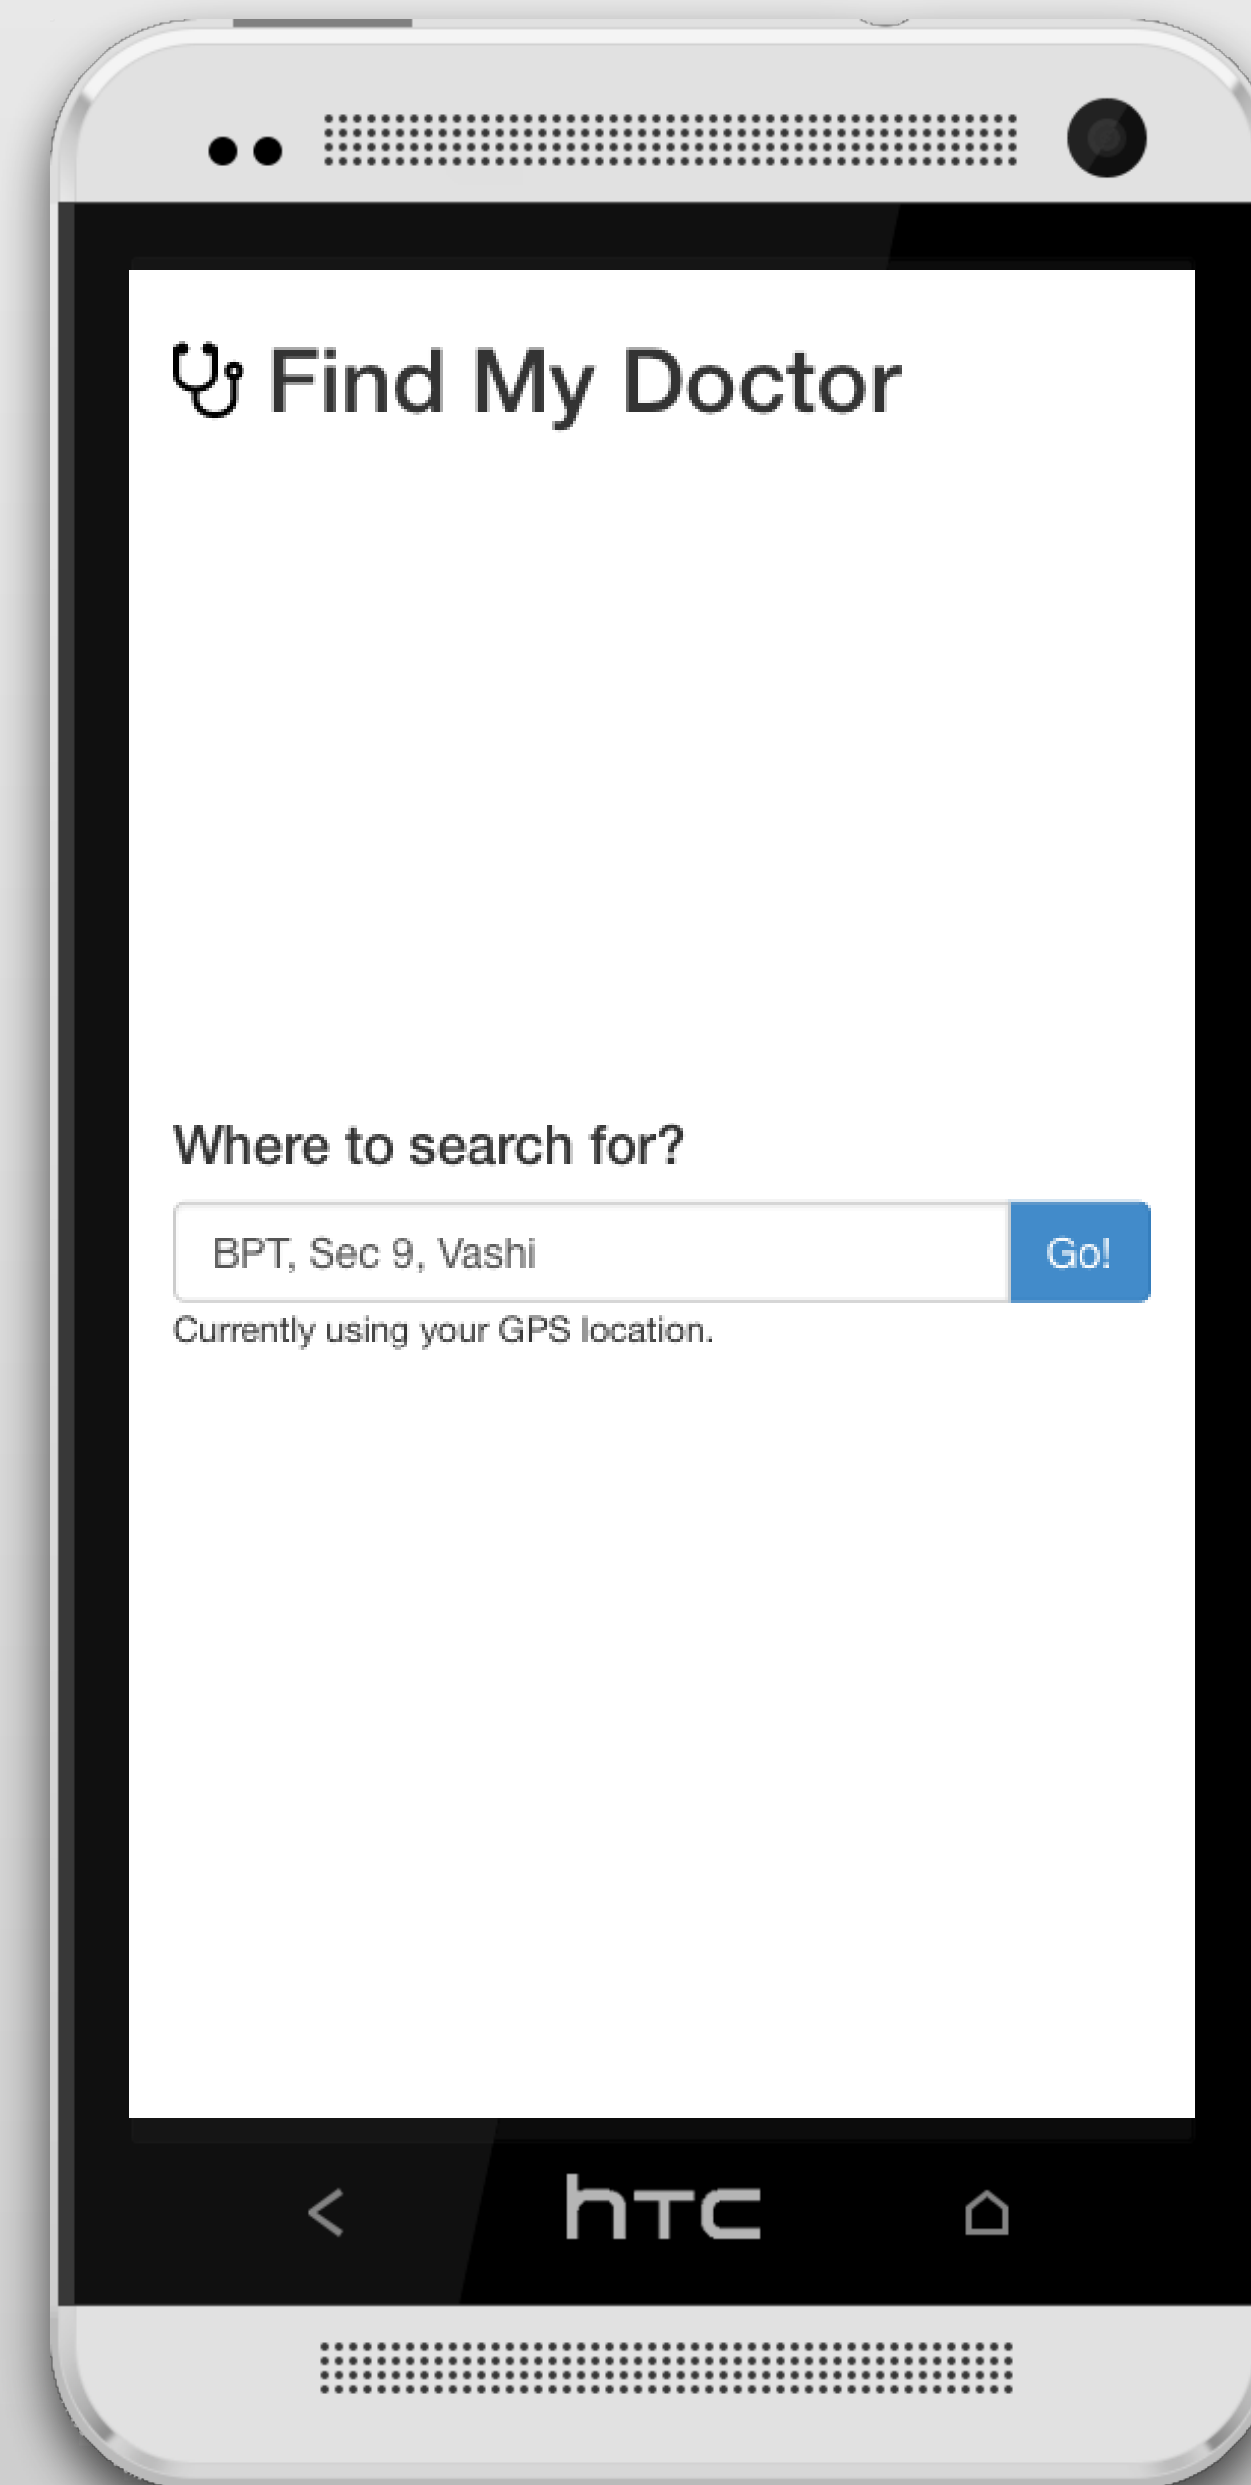 Find My Doctor
Where to search for?
BPT, Sec 9, Vashi
Go!
Currently using your GPS location.
hTC